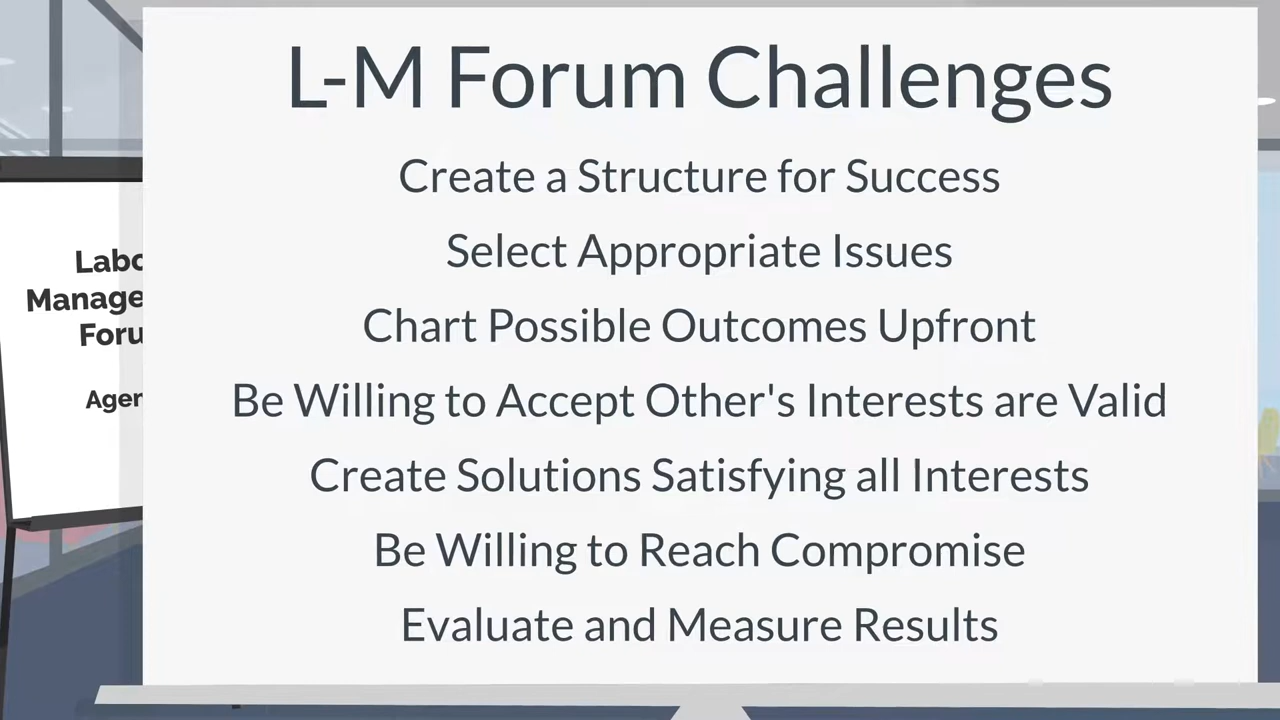 L-M Forum Challenges
Create a Structure for Success
Select Appropriate Issues
Chart Possible Outcomes Upfront
Be Willing to Accept Other's Interests are Valid
Create Solutions Satisfying all Interests
Be Willing to Reach Compromise
Evaluate and Measure Results